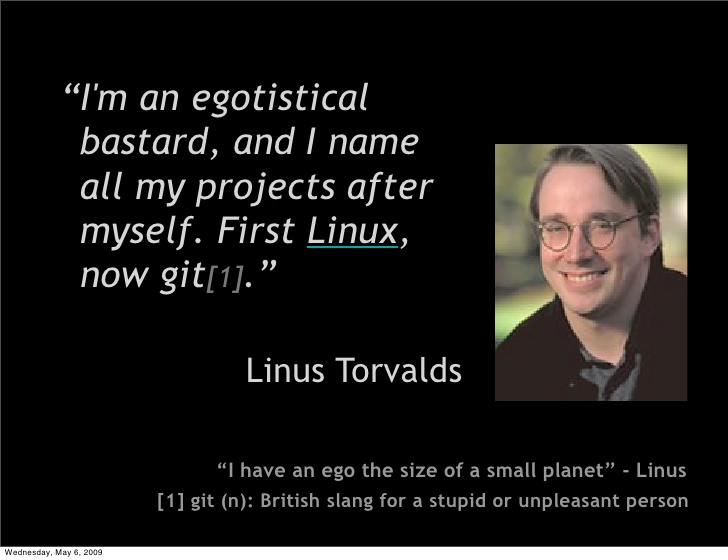 “I'm an egotistical
bastard, and I name
all my projects after
myself. First Linux,
now git[1].”
Linus Torvalds
“I have an ego the size of a small planet” - Linus
[1] git (n): British slang for a stupid or unpleasant person
Wednesday, May 6, 2009